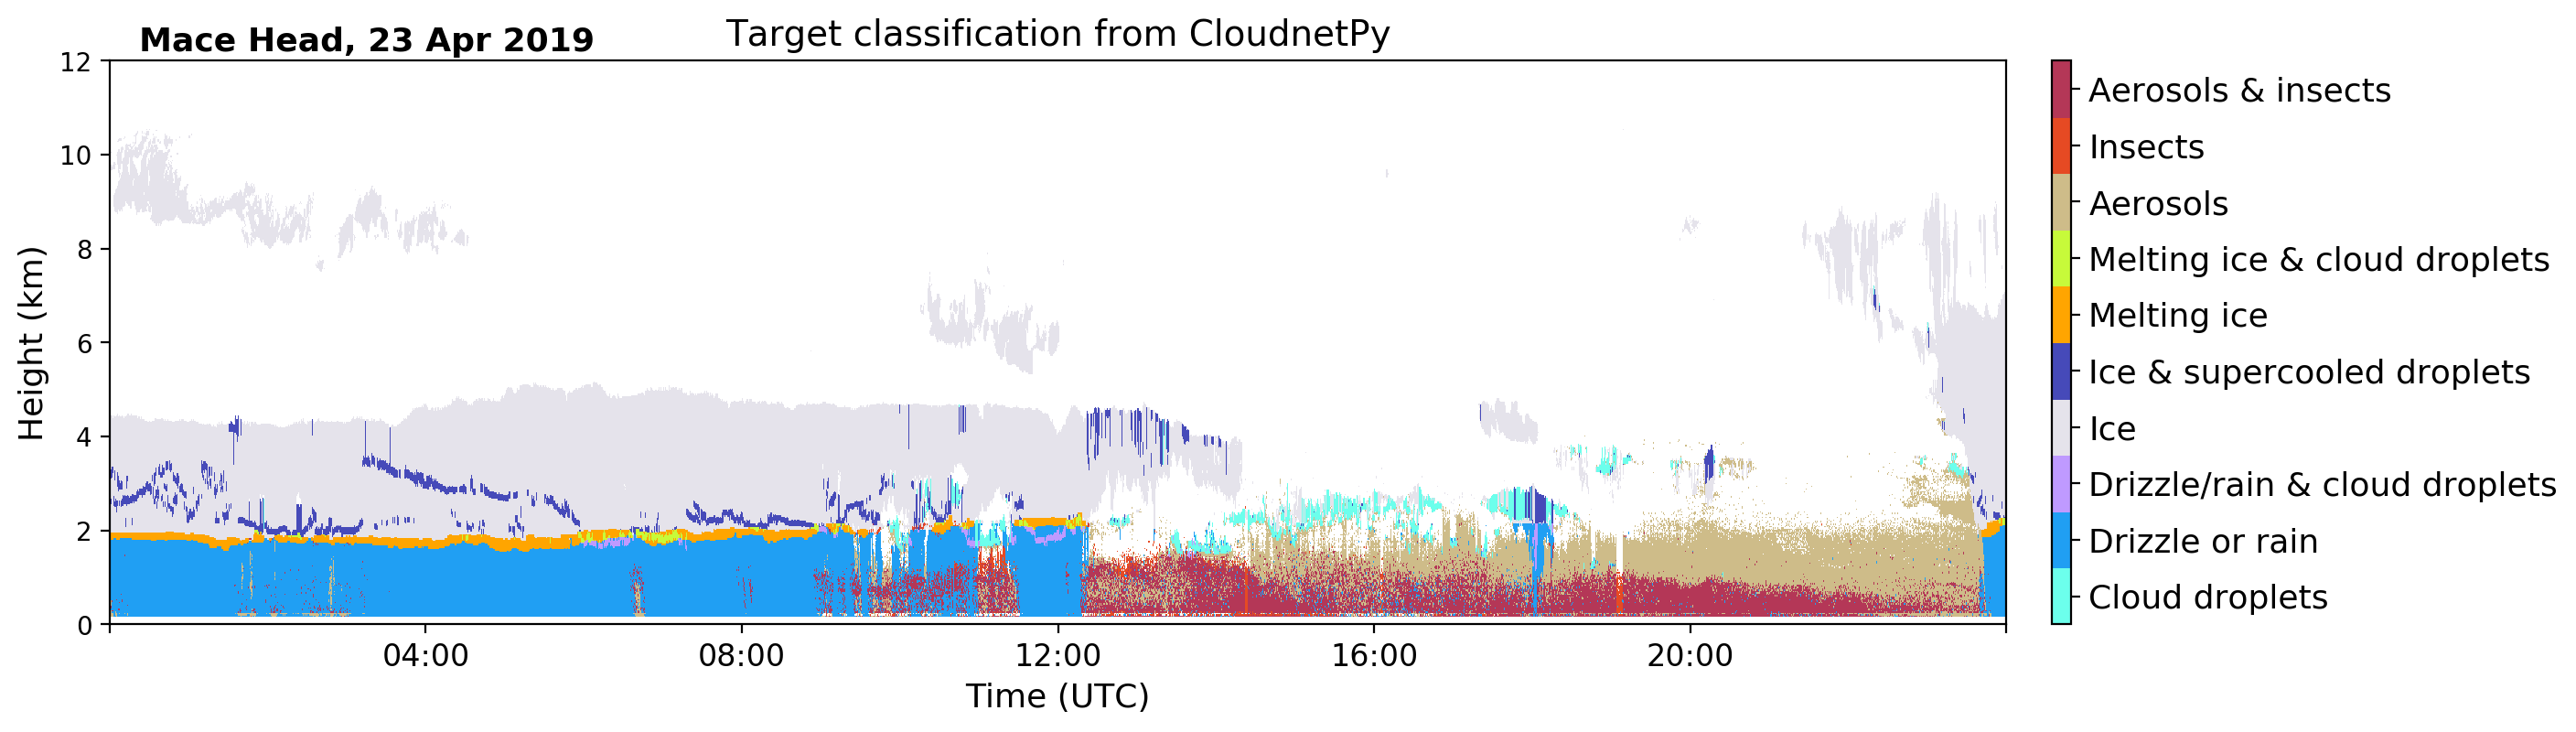 Mace Head, 23 Apr 2019
Target classification from CloudnetPy
Height (km)
12
10
8
6
4
2
0
04:00
08:00
12:00
16:00
20:00
Time (UTC)
Aerosols & insects
Insects
Aerosols
Melting ice & cloud droplets
Melting ice
Ice & supercooled droplets
Ice
Drizzle/rain & cloud droplets
Drizzle or rain
Cloud droplets